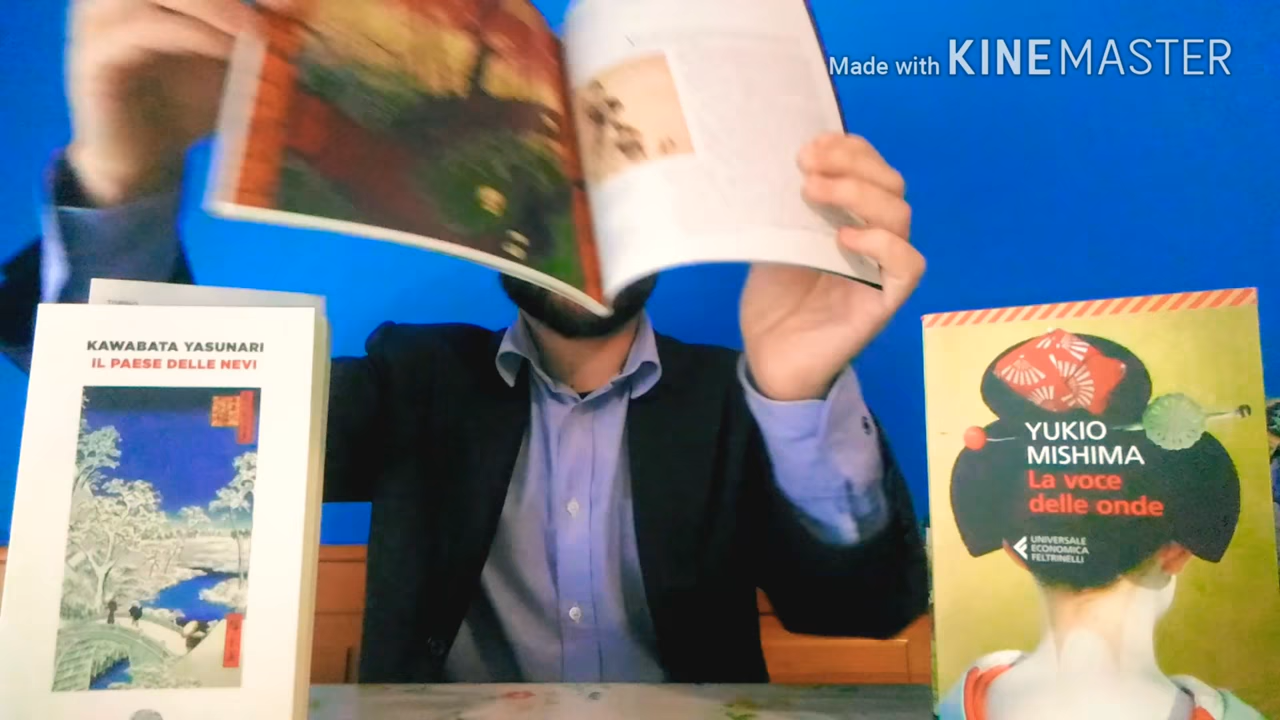 Made with KINEMASTER
KAWABATA YASUNARI
IL PAESE DELLE NEVI
YUKIO
MISHIMA
La voce
delle onde
UNIVERSALE
ECONOMICA
FELTRINELLI